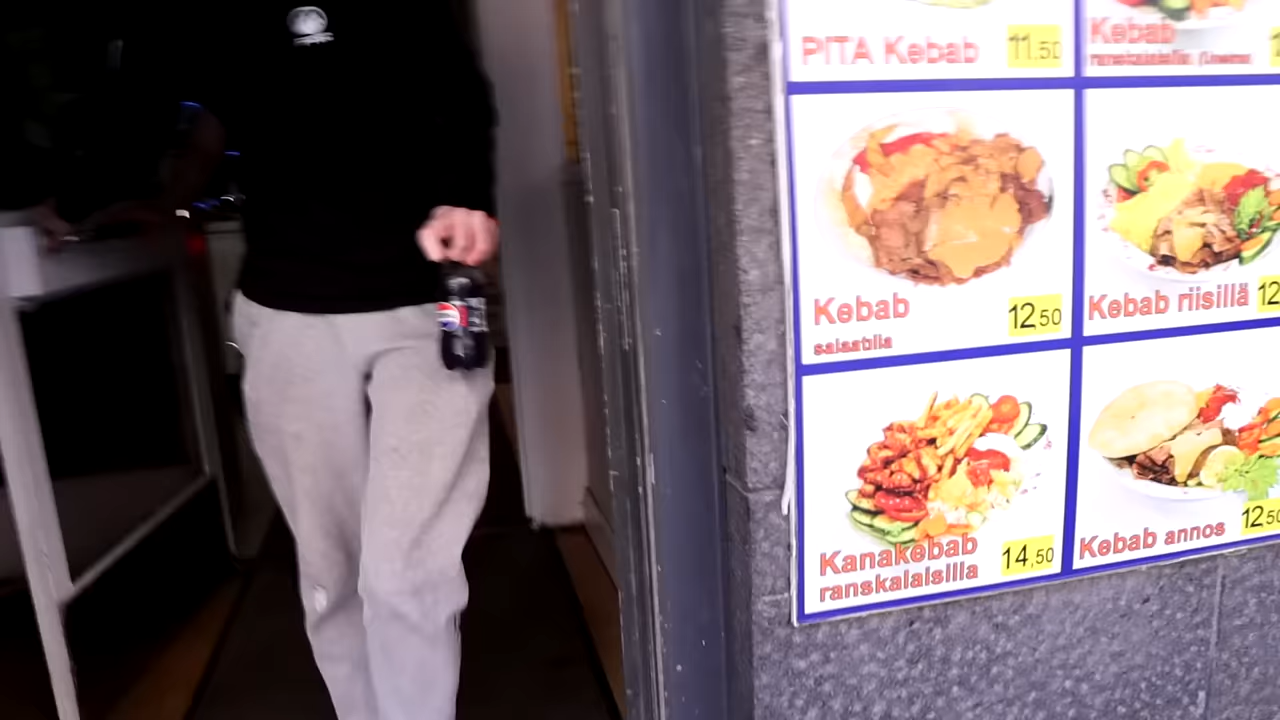 PITA Kebab 11.50
Kebab
Kebab 12 50
salaatilla
Kebab riisillä 12
Kanakebab
ranskalaisilla 14,50
Kebab annos 12 50